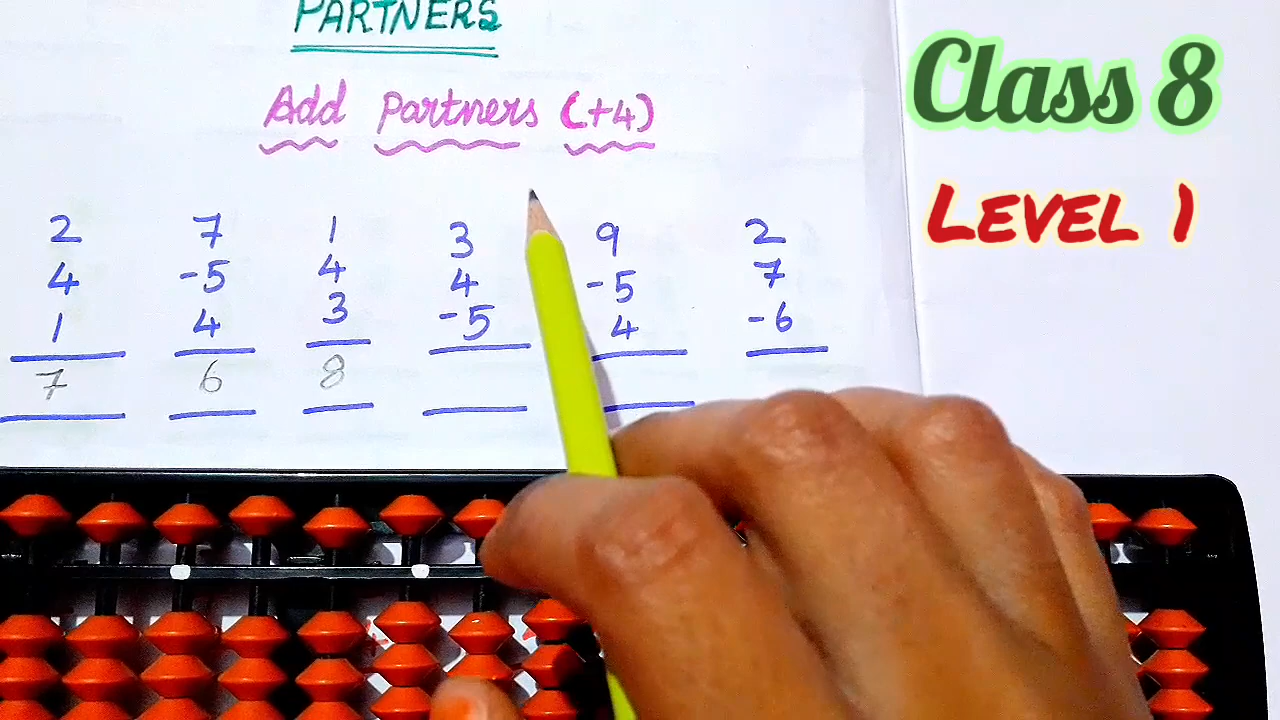 PARTNERS
Add Partners (+4)
Class 8
LEVEL 1
2 7 1 3 9 2
4 -5 4 4 -5 7
1 4 3 -5 4 -6
7 6 8